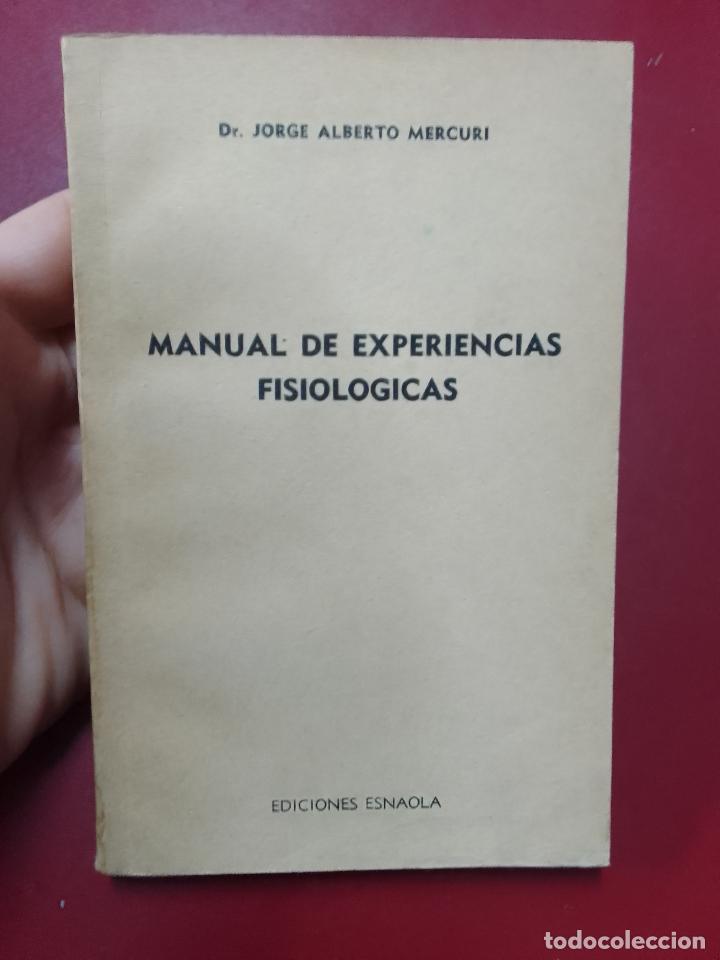 Dr. JORGE ALBERTO MERCURI
MANUAL DE EXPERIENCIAS
FISIOLOGICAS
EDICIONES ESNAOLA
todocoleccion